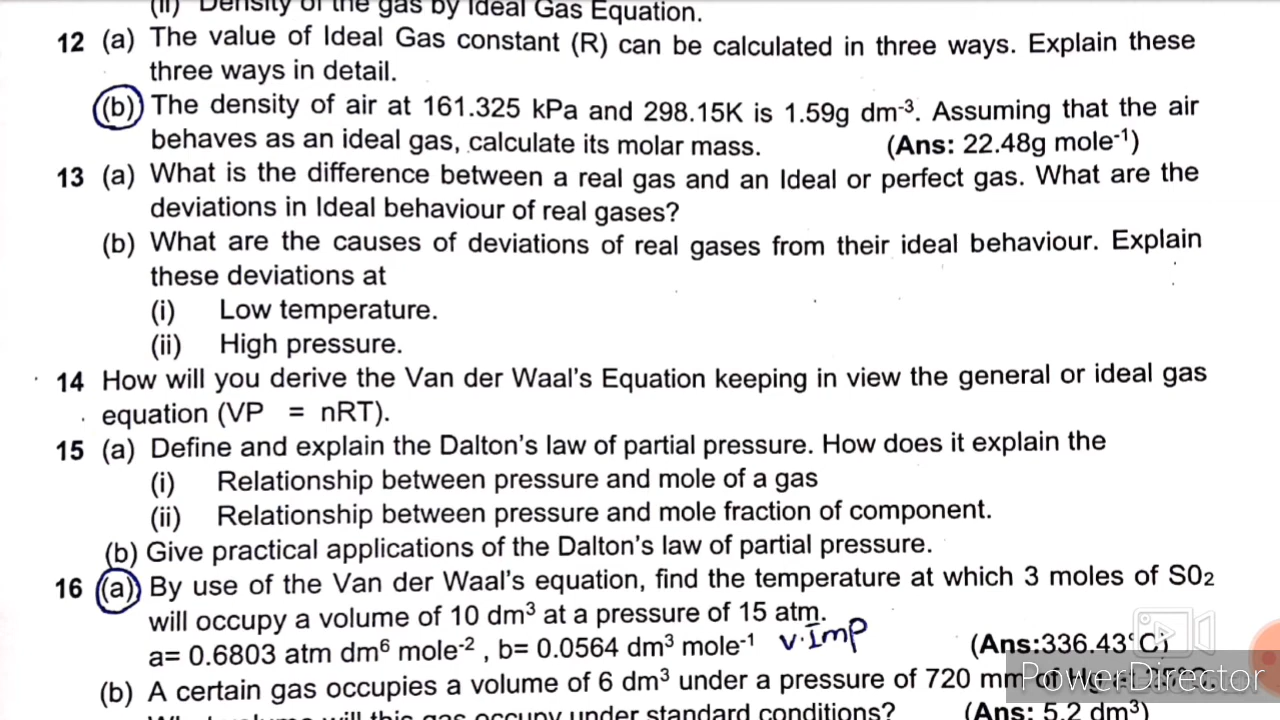 (ii) Density of the gas by Ideal Gas Equation.
12 (a) The value of Ideal Gas constant (R) can be calculated in three ways. Explain these
three ways in detail.
(b) The density of air at 161.325 kPa and 298.15K is 1.59g dm⁻³. Assuming that the air
behaves as an ideal gas, calculate its molar mass. (Ans: 22.48g mole⁻¹)
13 (a) What is the difference between a real gas and an Ideal or perfect gas. What are the
deviations in Ideal behaviour of real gases?
(b) What are the causes of deviations of real gases from their ideal behaviour. Explain
these deviations at
(i) Low temperature.
(ii) High pressure.
14 How will you derive the Van der Waal's Equation keeping in view the general or ideal gas
equation (VP = nRT).
15 (a) Define and explain the Dalton's law of partial pressure. How does it explain the
(i) Relationship between pressure and mole of a gas
(ii) Relationship between pressure and mole fraction of component.
(b) Give practical applications of the Dalton's law of partial pressure.
16 (a) By use of the Van der Waal's equation, find the temperature at which 3 moles of S0₂
will occupy a volume of 10 dm³ at a pressure of 15 atm.
a= 0.6803 atm dm⁶ mole⁻², b= 0.0564 dm³ mole⁻¹ v.Imp (Ans:336.43°C)
(b) A certain gas occupies a volume of 6 dm³ under a pressure of 720 mm of Hg
PowerDirector
will this gas occupy under standard conditions? (Ans: 5.2 dm³)